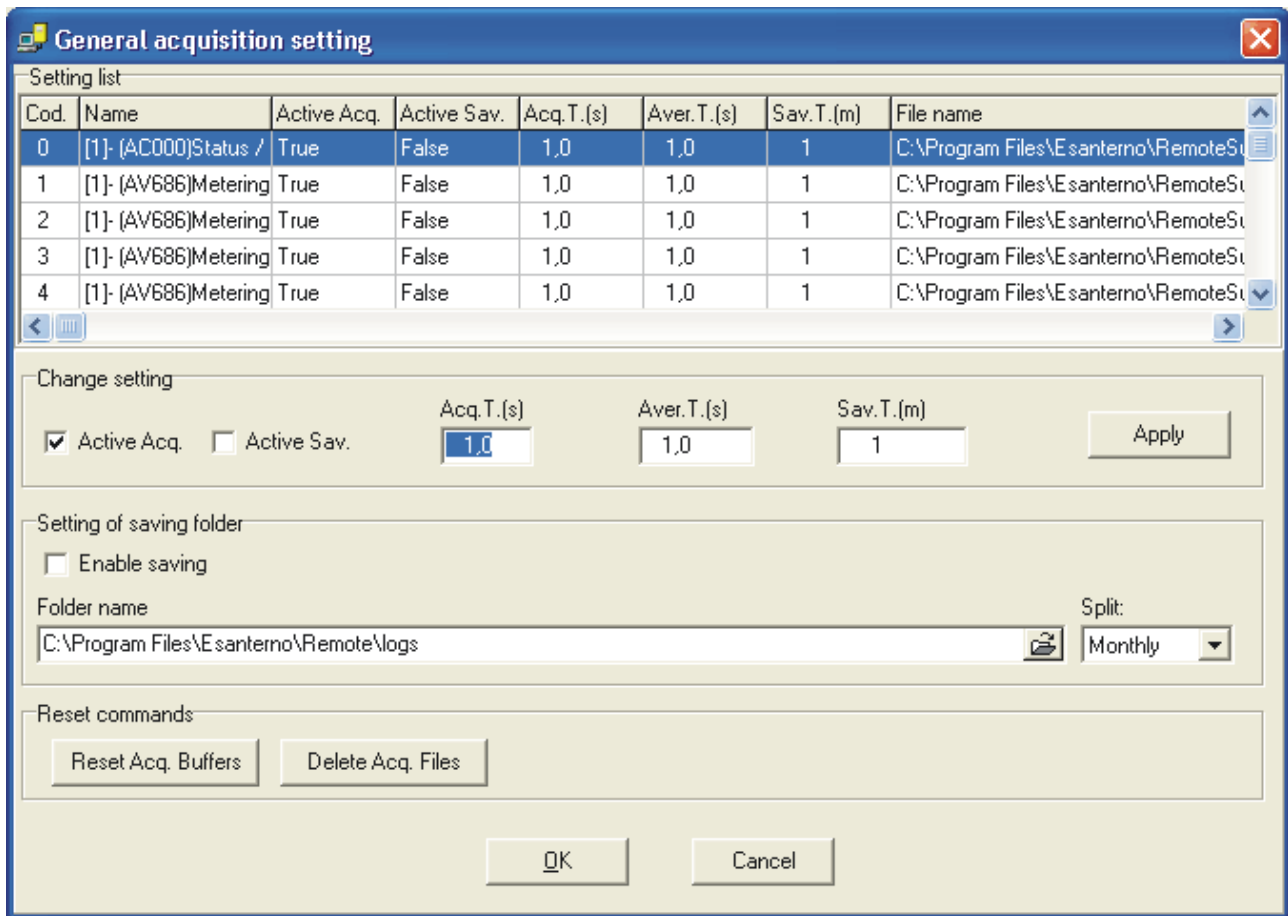 General acquisition setting
Setting list
Cod. Name Active Acq. Active Sav. Acq.T.(s) Aver.T.(s) Sav.T.(m) File name
0 [1]- (AC000)Status / True False 1,0 1,0 1 C:\Program Files\Esanterno\RemoteSu
1 [1]- (AV686)Metering True False 1,0 1,0 1 C:\Program Files\Esanterno\RemoteSu
2 [1]- (AV686)Metering True False 1,0 1,0 1 C:\Program Files\Esanterno\RemoteSu
3 [1]- (AV686)Metering True False 1,0 1,0 1 C:\Program Files\Esanterno\RemoteSu
4 [1]- (AV686)Metering True False 1,0 1,0 1 C:\Program Files\Esanterno\RemoteSu
Change setting
Acq.T.(s) Aver.T.(s) Sav.T.(m)
Active Acq. Active Sav. 1,0 1,0 1 Apply
Setting of saving folder
Enable saving
Folder name Split:
C:\Program Files\Esanterno\Remote\logs Monthly
Reset commands
Reset Acq. Buffers Delete Acq. Files
OK Cancel